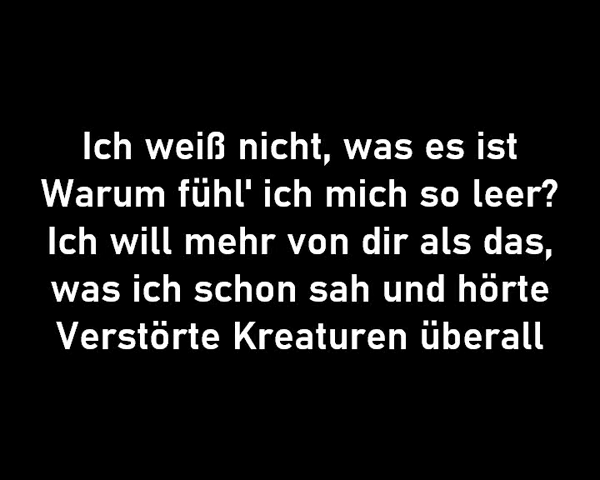 Ich weiß nicht, was es ist
Warum fühl' ich mich so leer?
Ich will mehr von dir als das,
was ich schon sah und hörte
Verstörte Kreaturen überall